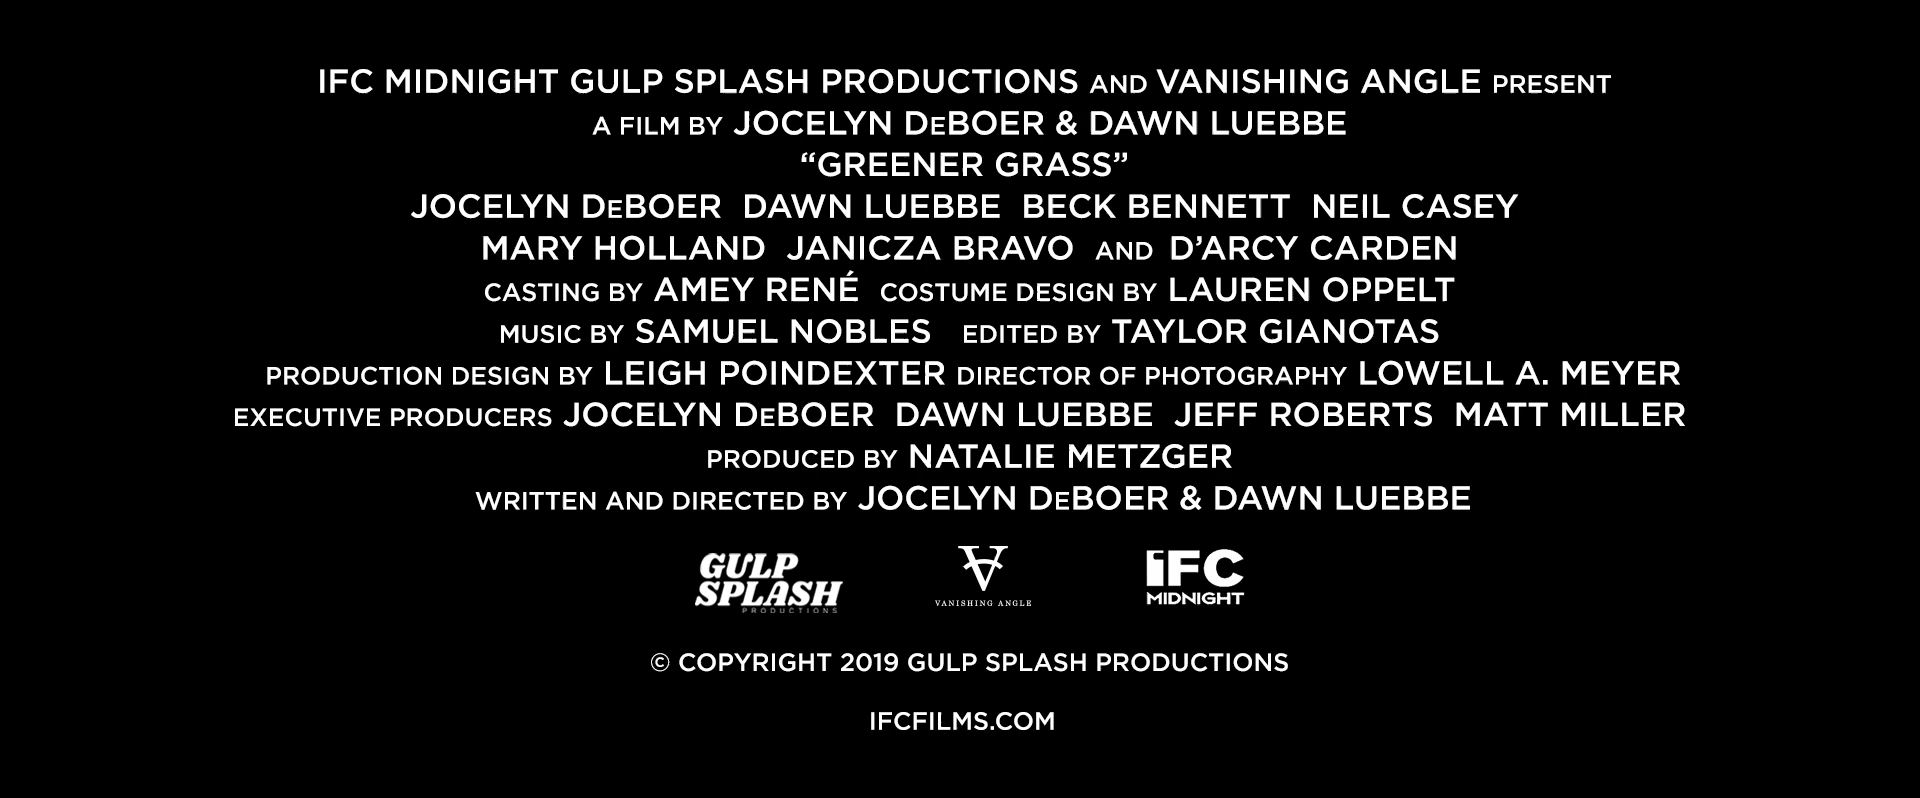 IFC MIDNIGHT GULP SPLASH PRODUCTIONS AND VANISHING ANGLE PRESENT
A FILM BY JOCELYN DEBOER & DAWN LUEBBE
“GREENER GRASS”
JOCELYN DEBOER DAWN LUEBBE BECK BENNETT NEIL CASEY
MARY HOLLAND JANICZA BRAVO AND D’ARCY CARDEN
CASTING BY AMEY RENÉ COSTUME DESIGN BY LAUREN OPPELT
MUSIC BY SAMUEL NOBLES EDITED BY TAYLOR GIANOTAS
PRODUCTION DESIGN BY LEIGH POINDEXTER DIRECTOR OF PHOTOGRAPHY LOWELL A. MEYER
EXECUTIVE PRODUCERS JOCELYN DEBOER DAWN LUEBBE JEFF ROBERTS MATT MILLER
PRODUCED BY NATALIE METZGER
WRITTEN AND DIRECTED BY JOCELYN DEBOER & DAWN LUEBBE
GULP
SPLASH
PRODUCTIONS
VA
VANISHING ANGLE
iFC
MIDNIGHT
© COPYRIGHT 2019 GULP SPLASH PRODUCTIONS
IFCFILMS.COM